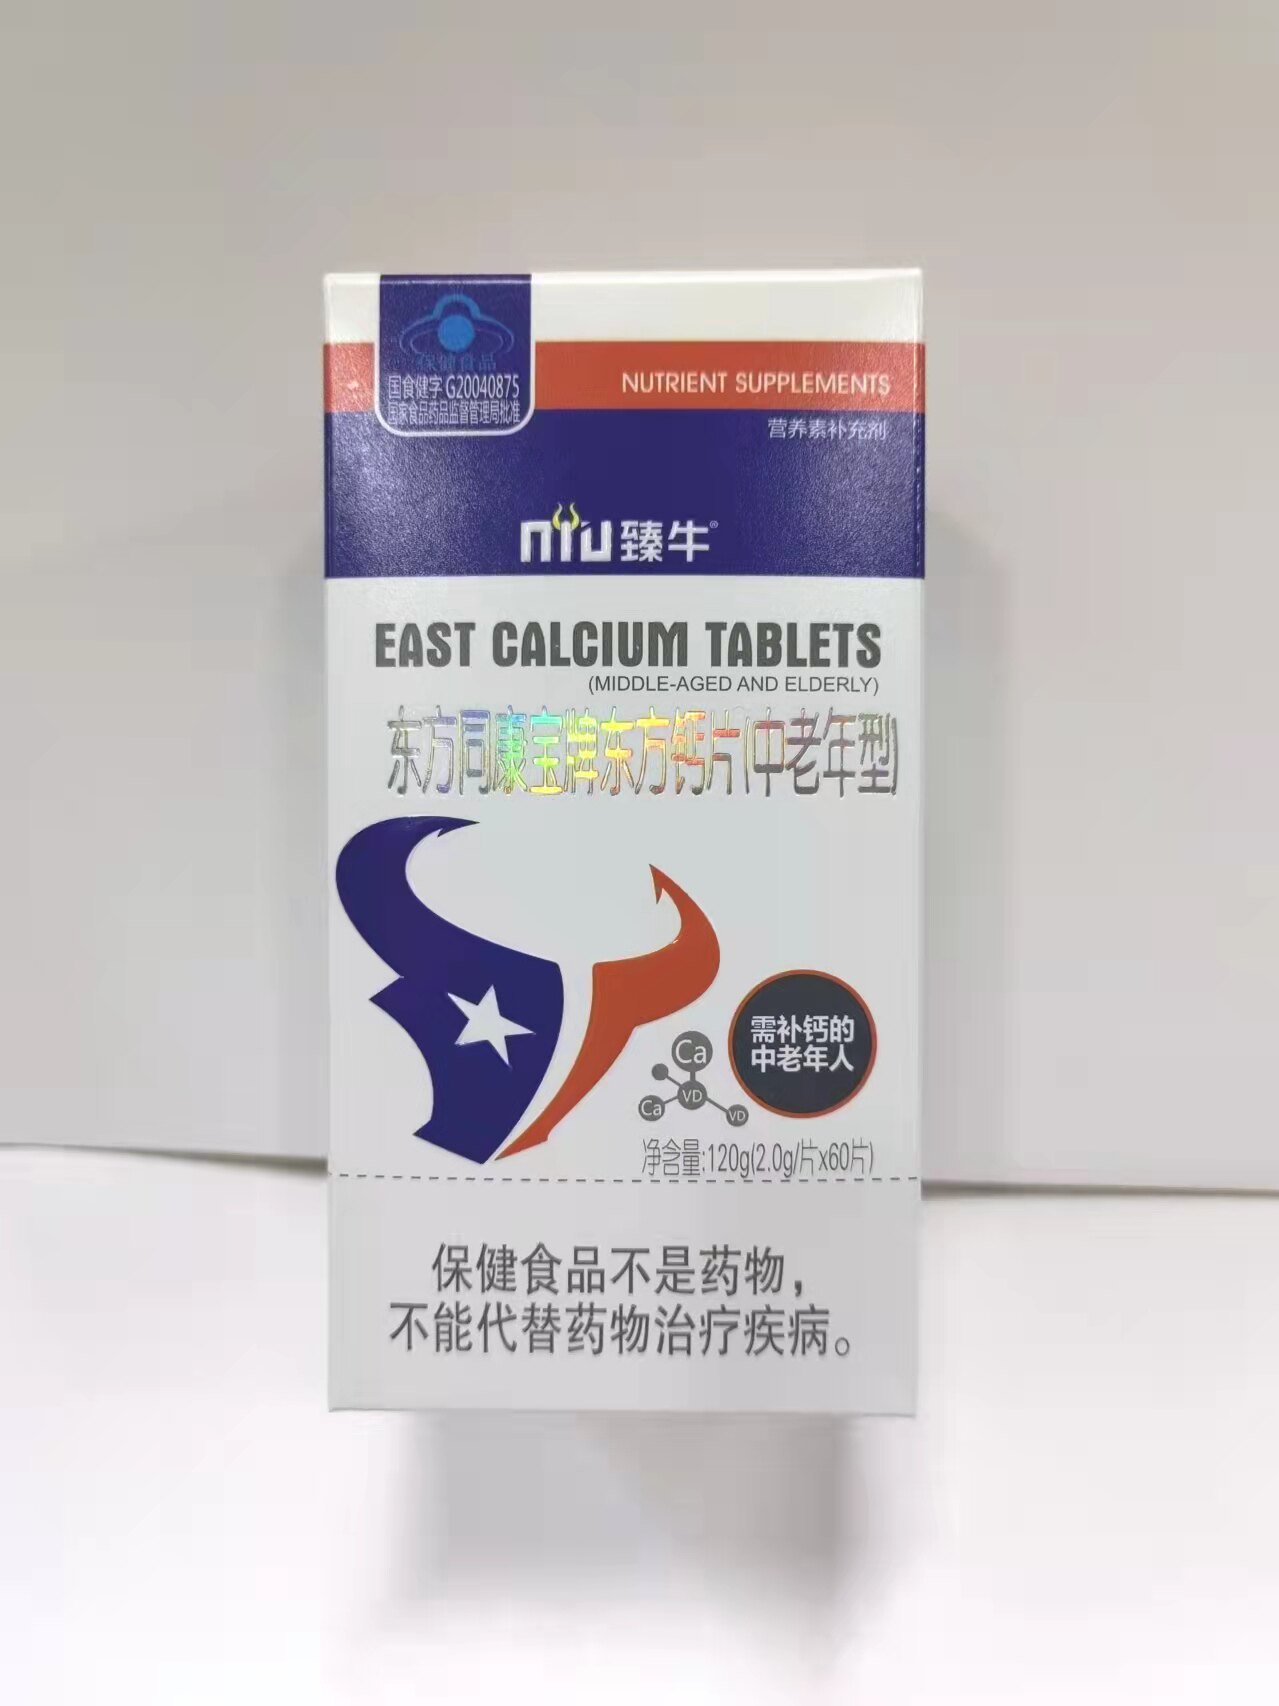 保健食品
国食健字 G20040875
国家食品药品监督管理局批准
NUTRIENT SUPPLEMENTS
营养素补充剂
niu 臻牛®
EAST CALCIUM TABLETS
(MIDDLE-AGED AND ELDERLY)
东方同康宝牌东方钙片(中老年型)
需补钙的
中老年人
Ca
VD
Ca
VD
净含量:120g(2.0g/片x60片)
保健食品不是药物，
不能代替药物治疗疾病。